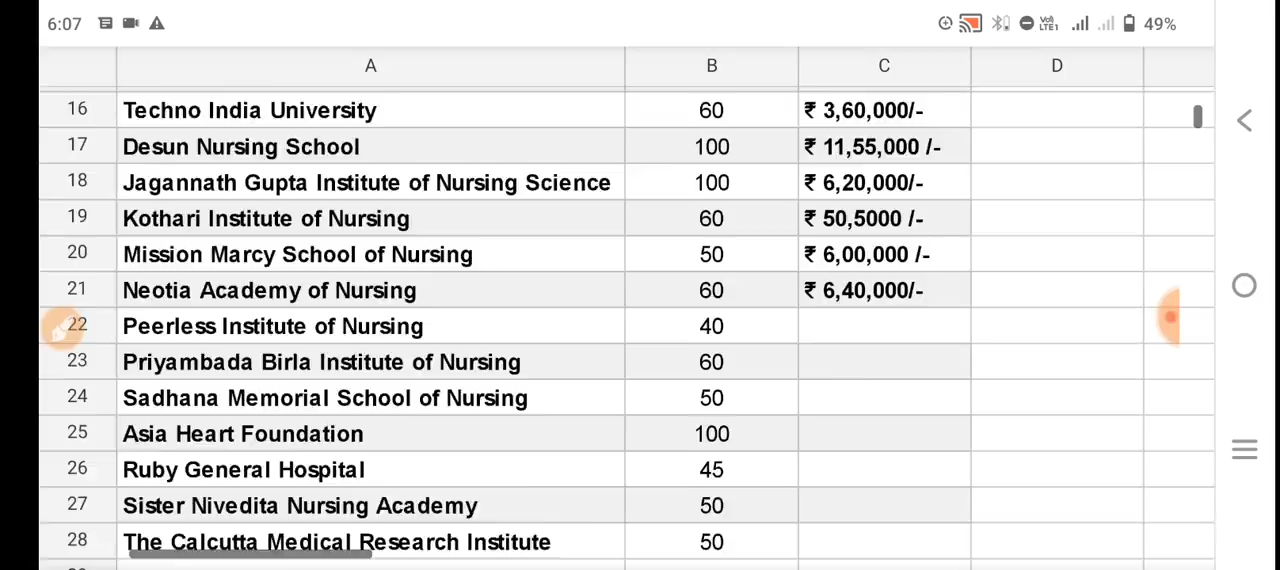 6:07 VoD LTE1 49%
A B C D
16 Techno India University 60 ₹ 3,60,000/-
17 Desun Nursing School 100 ₹ 11,55,000 /-
18 Jagannath Gupta Institute of Nursing Science 100 ₹ 6,20,000/-
19 Kothari Institute of Nursing 60 ₹ 50,5000 /-
20 Mission Marcy School of Nursing 50 ₹ 6,00,000 /-
21 Neotia Academy of Nursing 60 ₹ 6,40,000/-
22 Peerless Institute of Nursing 40
23 Priyambada Birla Institute of Nursing 60
24 Sadhana Memorial School of Nursing 50
25 Asia Heart Foundation 100
26 Ruby General Hospital 45
27 Sister Nivedita Nursing Academy 50
28 The Calcutta Medical Research Institute 50